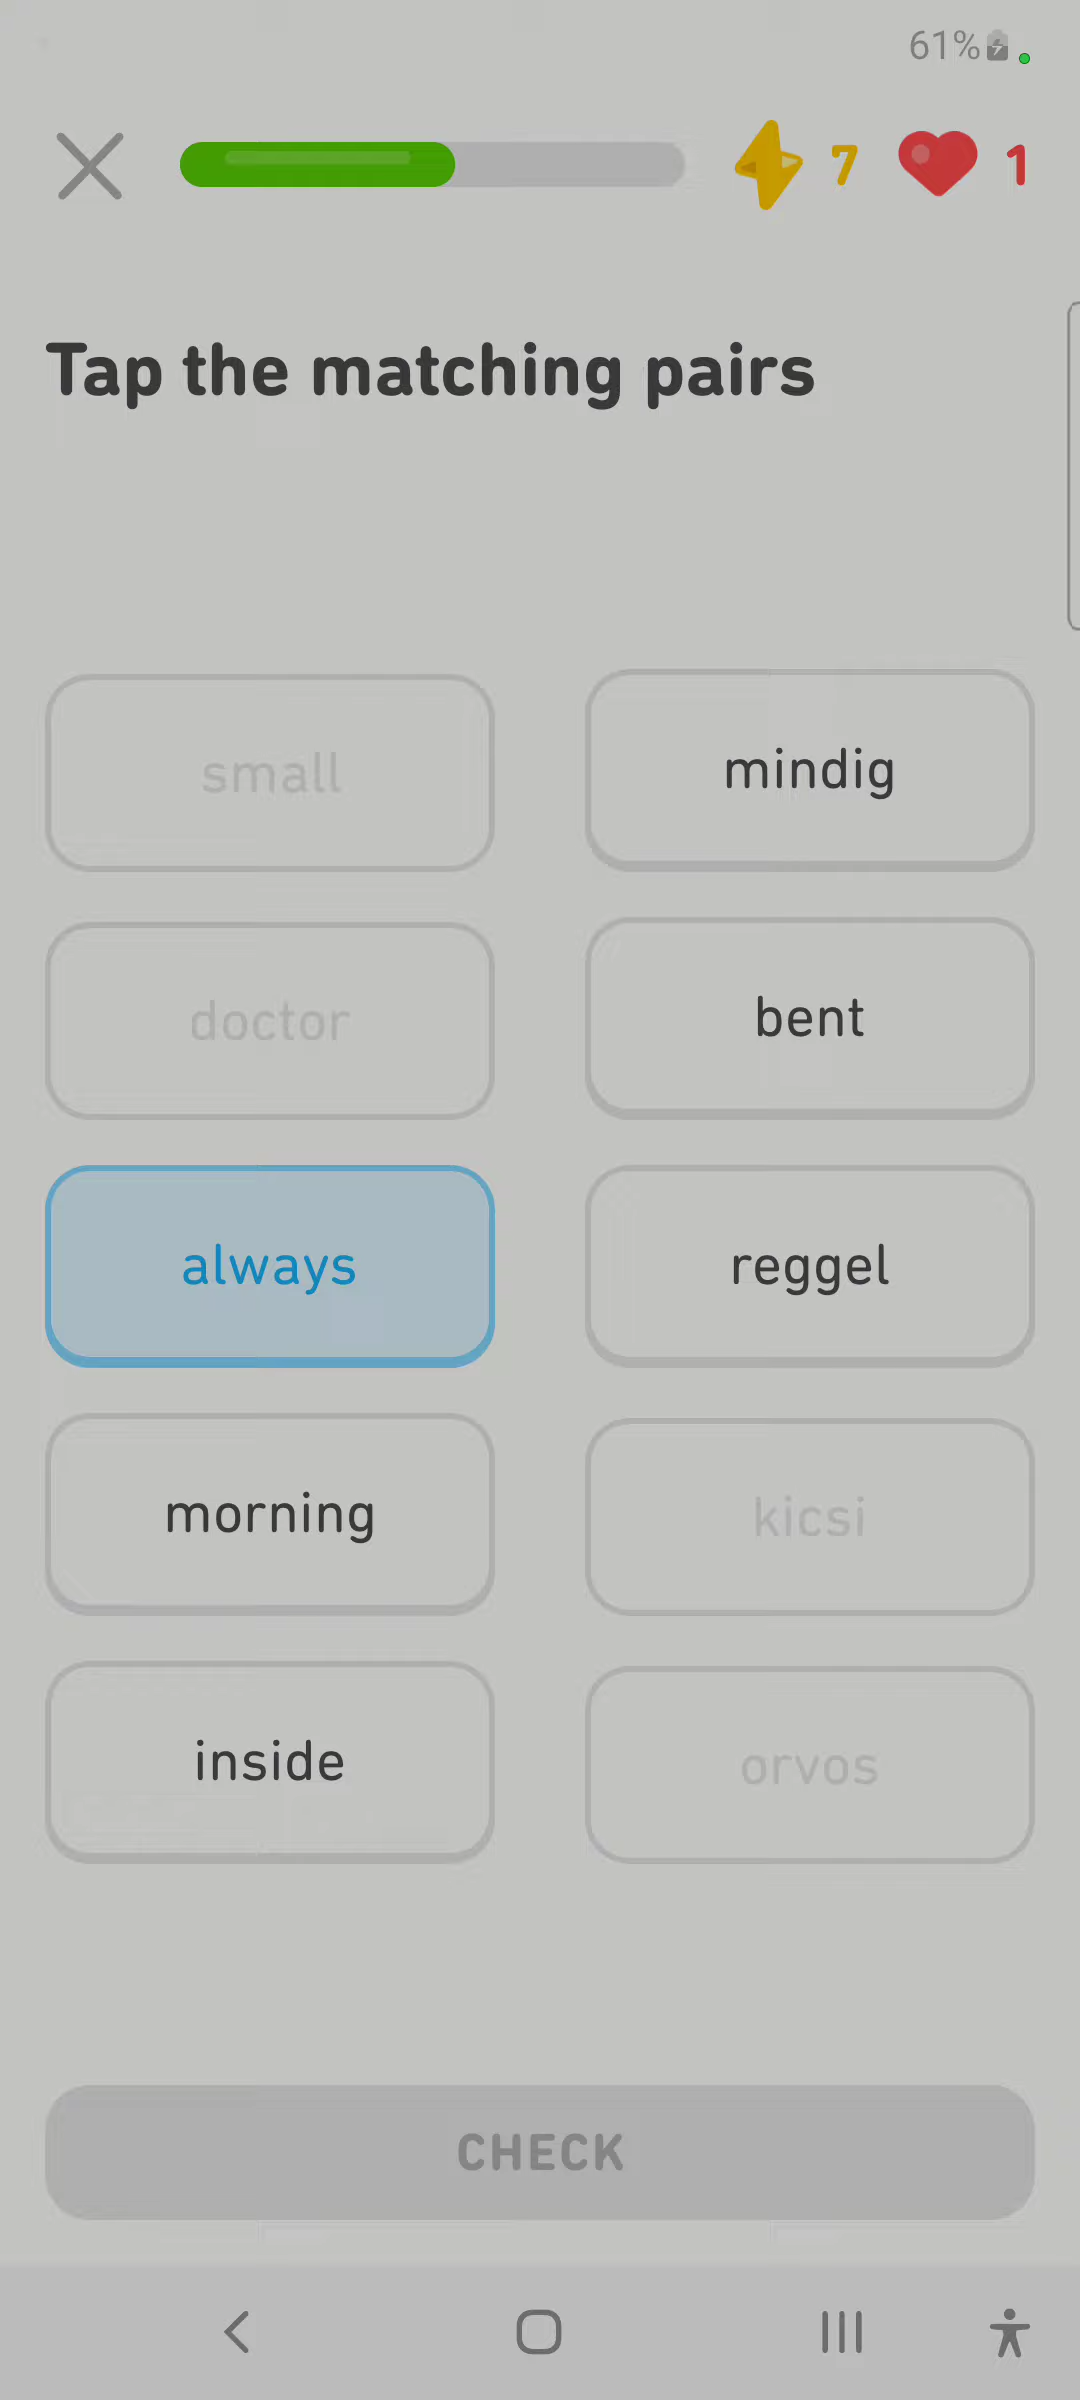 61%
7
1
Tap the matching pairs
small
mindig
doctor
bent
always
reggel
morning
kicsi
inside
orvos
CHECK